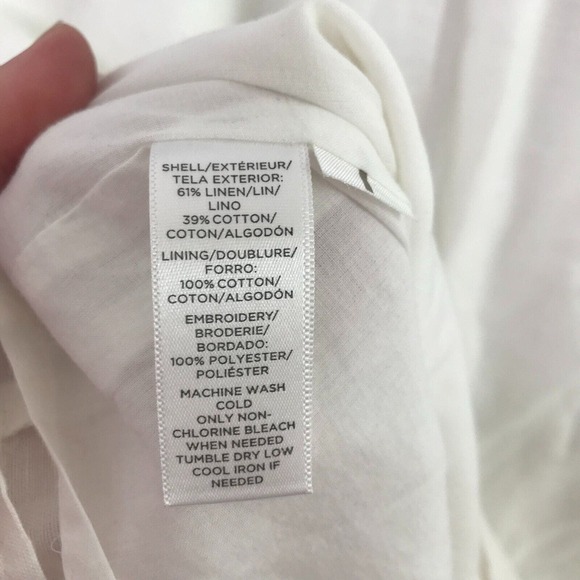 SHELL/EXTÉRIEUR/
TELA EXTERIOR:
61% LINEN/LIN/
LINO
39% COTTON/
COTON/ALGODÓN
LINING/DOUBLURE/
FORRO:
100% COTTON/
COTON/ALGODÓN
EMBROIDERY/
BRODERIE/
BORDADO:
100% POLYESTER/
POLIÉSTER
MACHINE WASH
COLD
ONLY NON-
CHLORINE BLEACH
WHEN NEEDED
TUMBLE DRY LOW
COOL IRON IF
NEEDED